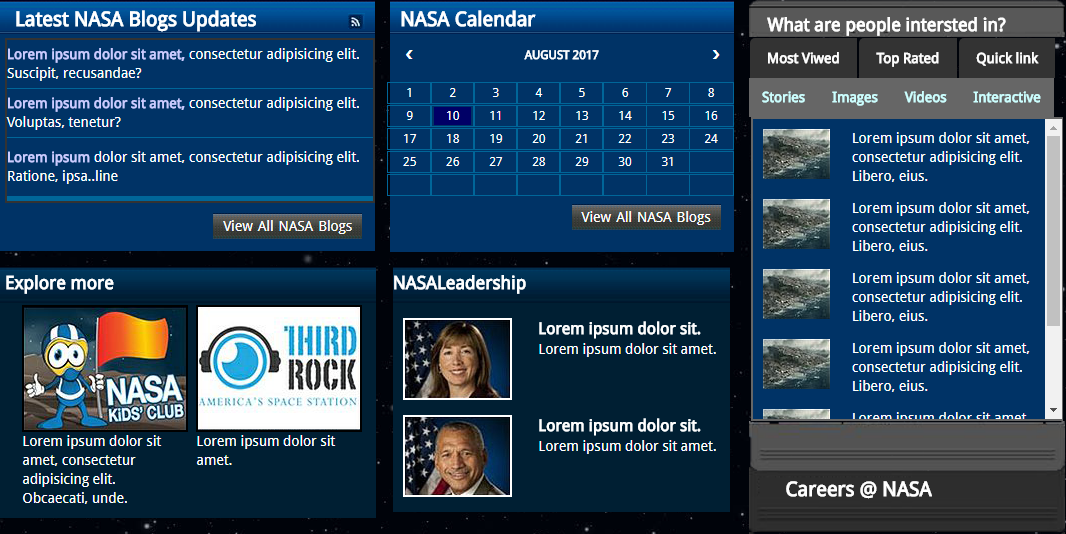 Latest NASA Blogs Updates
Lorem ipsum dolor sit amet, consectetur adipisicing elit.
Suscipit, recusandae?
Lorem ipsum dolor sit amet, consectetur adipisicing elit.
Voluptas, tenetur?
Lorem ipsum dolor sit amet, consectetur adipisicing elit.
Ratione, ipsa..line
View All NASA Blogs
NASA Calendar
‹ AUGUST 2017 ›
1 2 3 4 5 6 7 8
9 10 11 12 13 14 15 16
17 18 19 20 21 22 23 24
25 26 27 28 29 30 31
View All NASA Blogs
What are people intersted in?
Most Viwed Top Rated Quick link
Stories Images Videos Interactive
Lorem ipsum dolor sit amet,
consectetur adipisicing elit.
Libero, eius.
Lorem ipsum dolor sit amet,
consectetur adipisicing elit.
Libero, eius.
Lorem ipsum dolor sit amet,
consectetur adipisicing elit.
Libero, eius.
Lorem ipsum dolor sit amet,
consectetur adipisicing elit.
Libero, eius.
Lorem ipsum dolor sit amet,
Careers @ NASA
Explore more
NASA
KiDS' CLUB
Lorem ipsum dolor sit
amet, consectetur
adipisicing elit.
Obcaecati, unde.
THIRD
ROCK
AMERICA'S SPACE STATION
Lorem ipsum dolor sit
amet.
NASALeadership
Lorem ipsum dolor sit.
Lorem ipsum dolor sit amet.
Lorem ipsum dolor sit.
Lorem ipsum dolor sit amet.